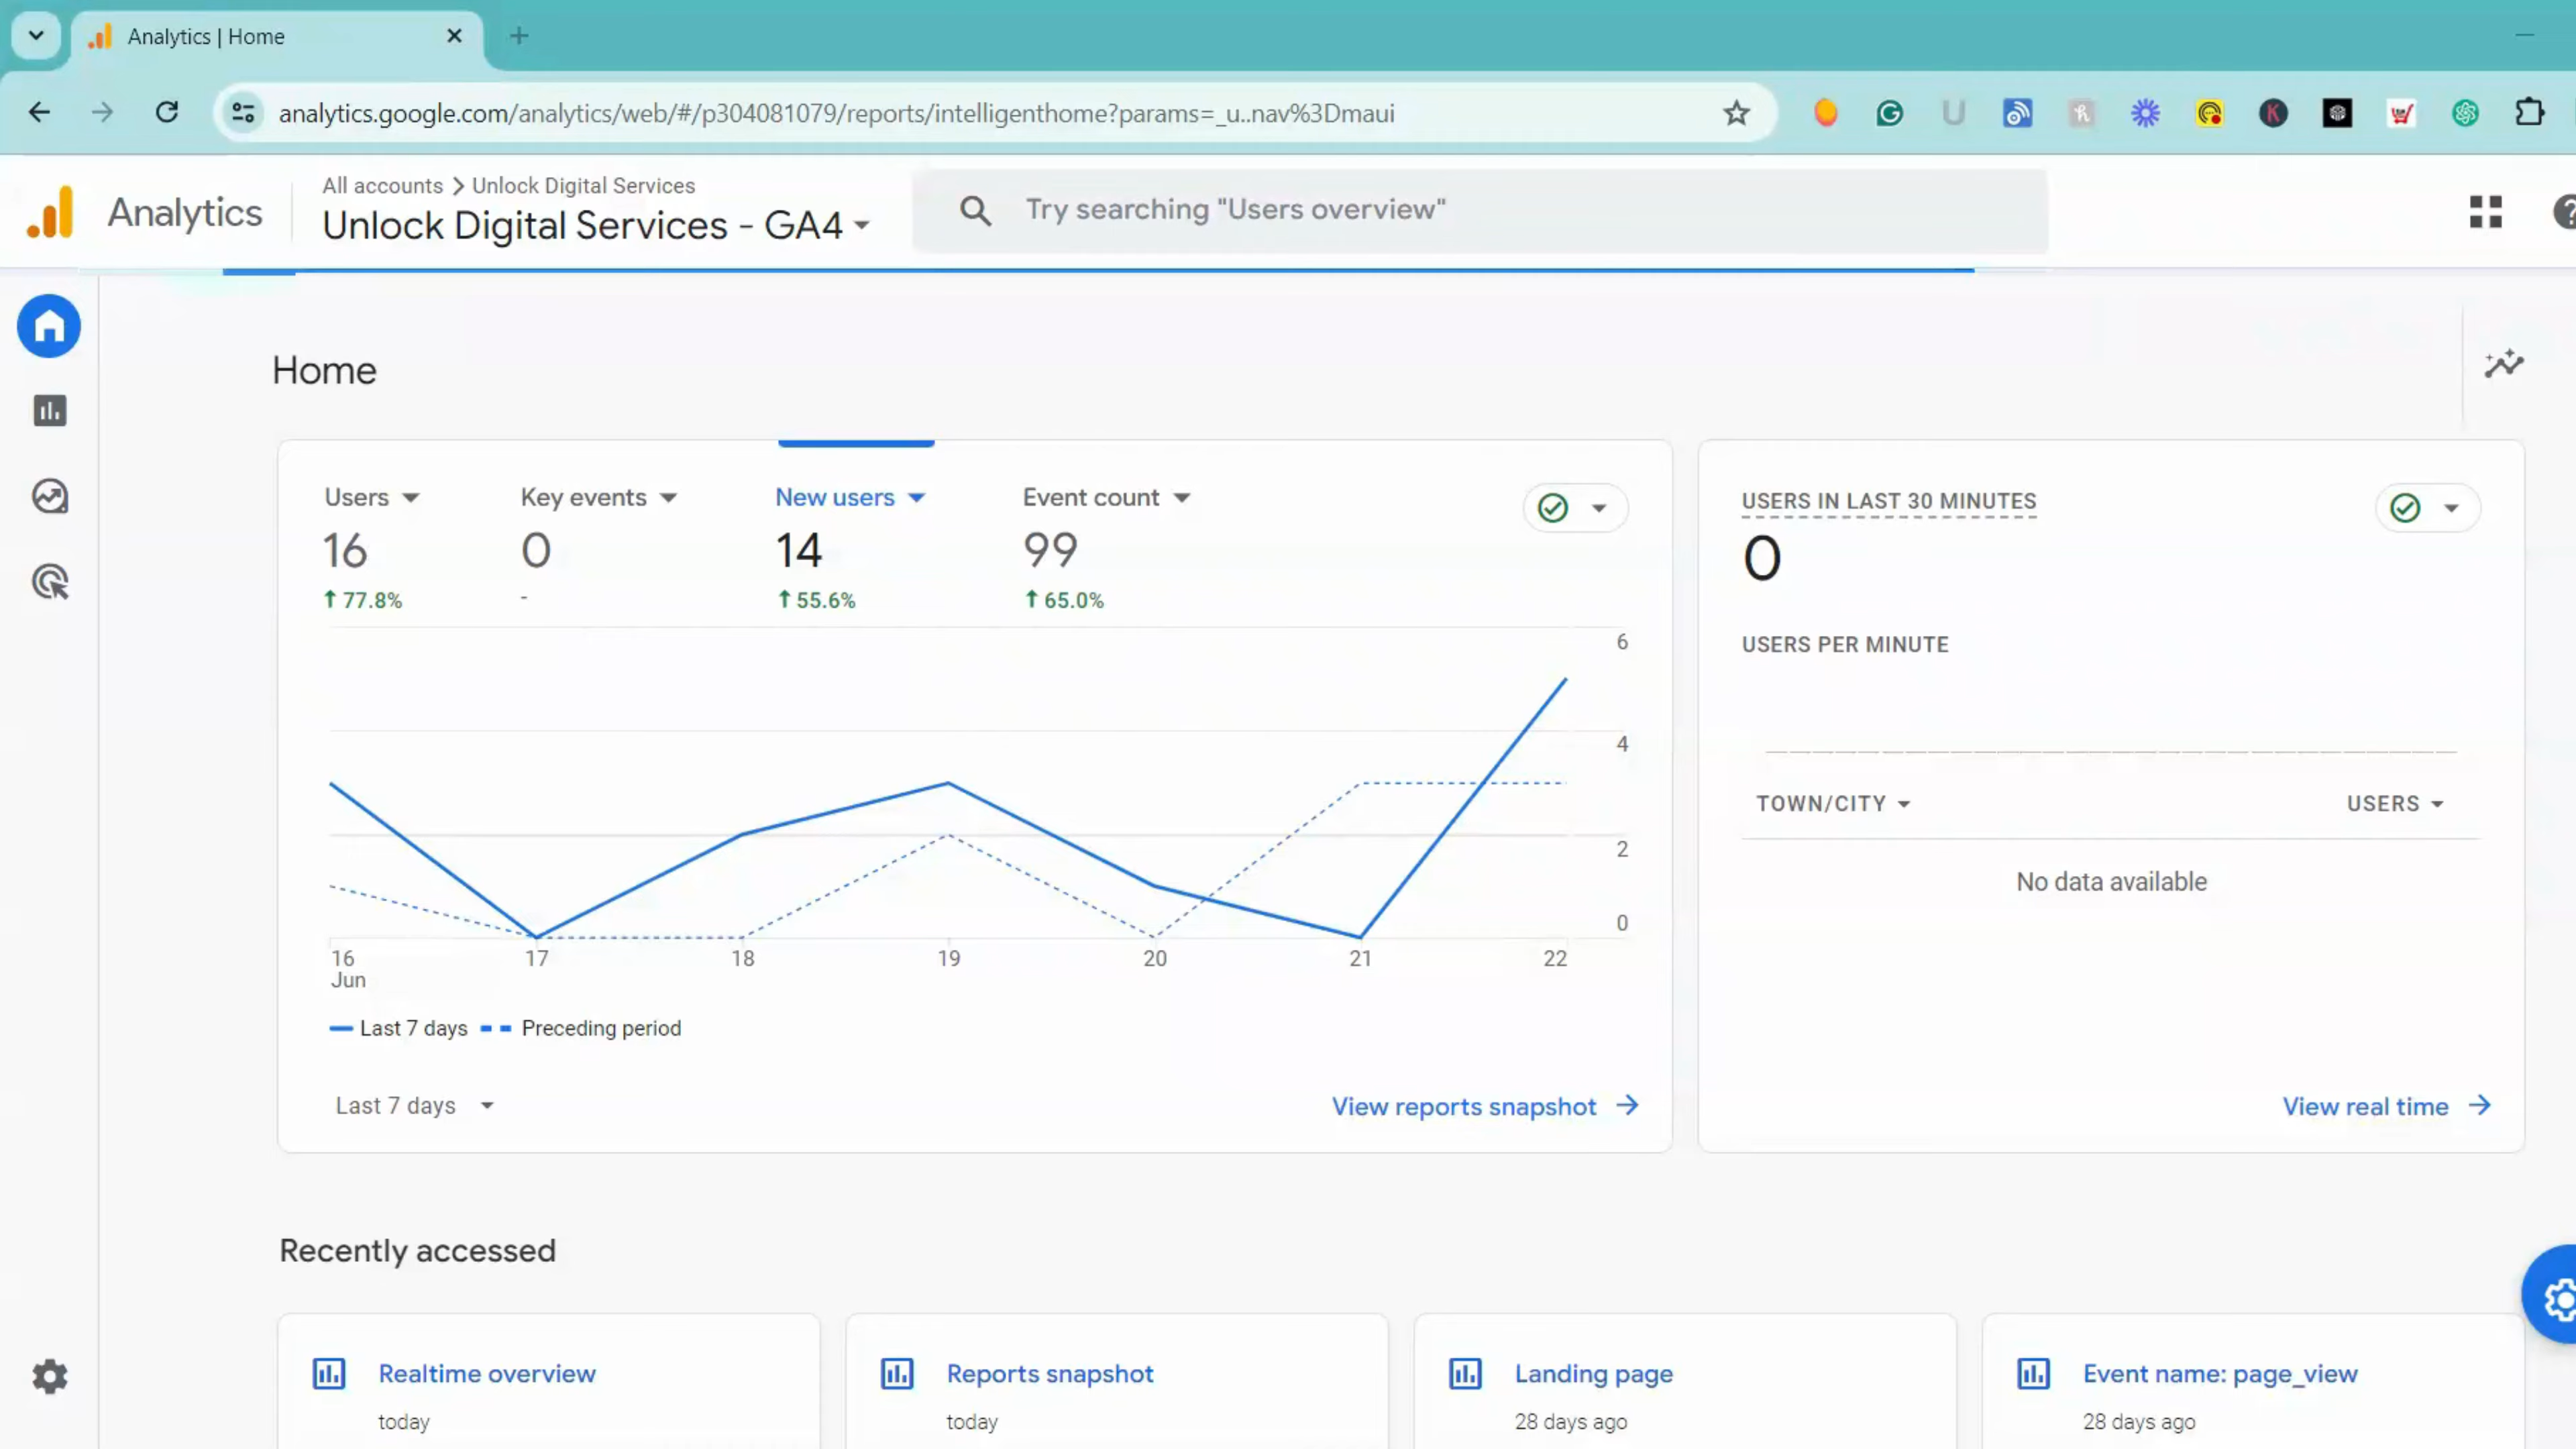 Analytics | Home
analytics.google.com/analytics/web/#/p304081079/reports/intelligenthome?params=_u..nav%3Dmaui
Analytics
All accounts > Unlock Digital Services
Unlock Digital Services - GA4
Try searching "Users overview"
Home
Users
Key events
New users
Event count
16
0
14
99
77.8%
-
55.6%
65.0%
6
4
2
0
16
17
18
19
20
21
22
Jun
Last 7 days
Preceding period
Last 7 days
View reports snapshot
USERS IN LAST 30 MINUTES
0
USERS PER MINUTE
TOWN/CITY
USERS
No data available
View real time
Recently accessed
Realtime overview
today
Reports snapshot
today
Landing page
28 days ago
Event name: page_view
28 days ago